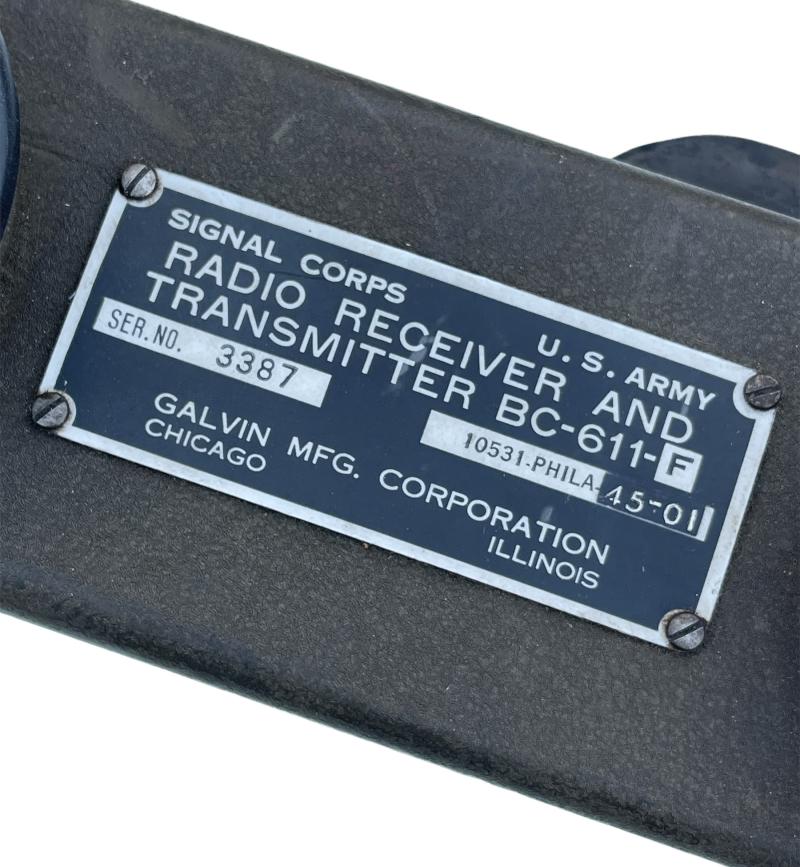 SIGNAL CORPS U. S. ARMY
RADIO RECEIVER AND
TRANSMITTER BC-611-F
SER. NO. 3387
10531-PHILA-45-01
GALVIN MFG. CORPORATION
CHICAGO ILLINOIS